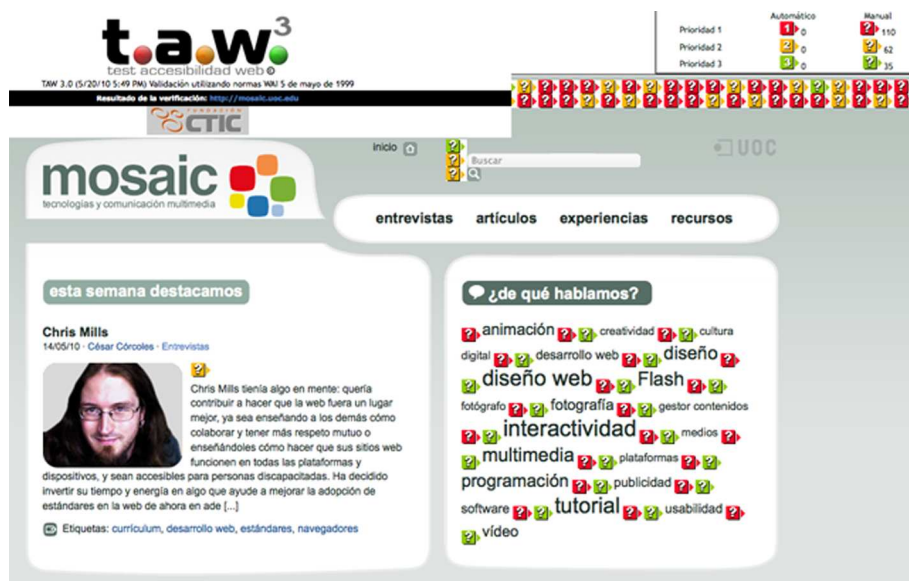 t.a.w.3
test accesibilidad web
TAW 3.0 (5/20/10 5:49 PM) Validación utilizando normas WAI 5 de mayo de 1999
Resultado de la verificación: http://mosaic.uoc.edu
FUNDACIÓN
CTIC
Automático Manual
Prioridad 1 1 0 ? 110
Prioridad 2 2 0 ? 62
Prioridad 3 3 0 ? 35
? ? ? ? ? ? ? ? ? ? ? ? ? ? ? ? ? ? ? ? ?
? ? ? ? ? ? ? ? ? ? ? ? ? ? ? ? ? ? ? ? ?
inicio
?
? Buscar
?
UOC
mosaic
tecnologías y comunicación multimedia
entrevistas artículos experiencias recursos
esta semana destacamos
Chris Mills
14/05/10 · César Córcoles · Entrevistas
?
Chris Mills tienía algo en mente: quería
contribuir a hacer que la web fuera un lugar
mejor, ya sea enseñando a los demás cómo
colaborar y tener más respeto mutuo o
enseñándoles cómo hacer que sus sitios web
funcionen en todas las plataformas y
dispositivos, y sean accesibles para personas discapacitadas. Ha decidido
invertir su tiempo y energía en algo que ayude a mejorar la adopción de
estándares en la web de ahora en ade [...]
Etiquetas: currículum, desarrollo web, estándares, navegadores
¿de qué hablamos?
? animación ? ? creatividad ? ? cultura
digital ? ? desarrollo web ? ? diseño ?
? diseño web ? ? Flash ? ?
fotógrafo ? ? fotografía ? ? gestor contenidos
? ? interactividad ? ? medios ?
? multimedia ? ? plataformas ? ?
programación ? ? publicidad ? ?
software ? ? tutorial ? ? usabilidad ?
? vídeo